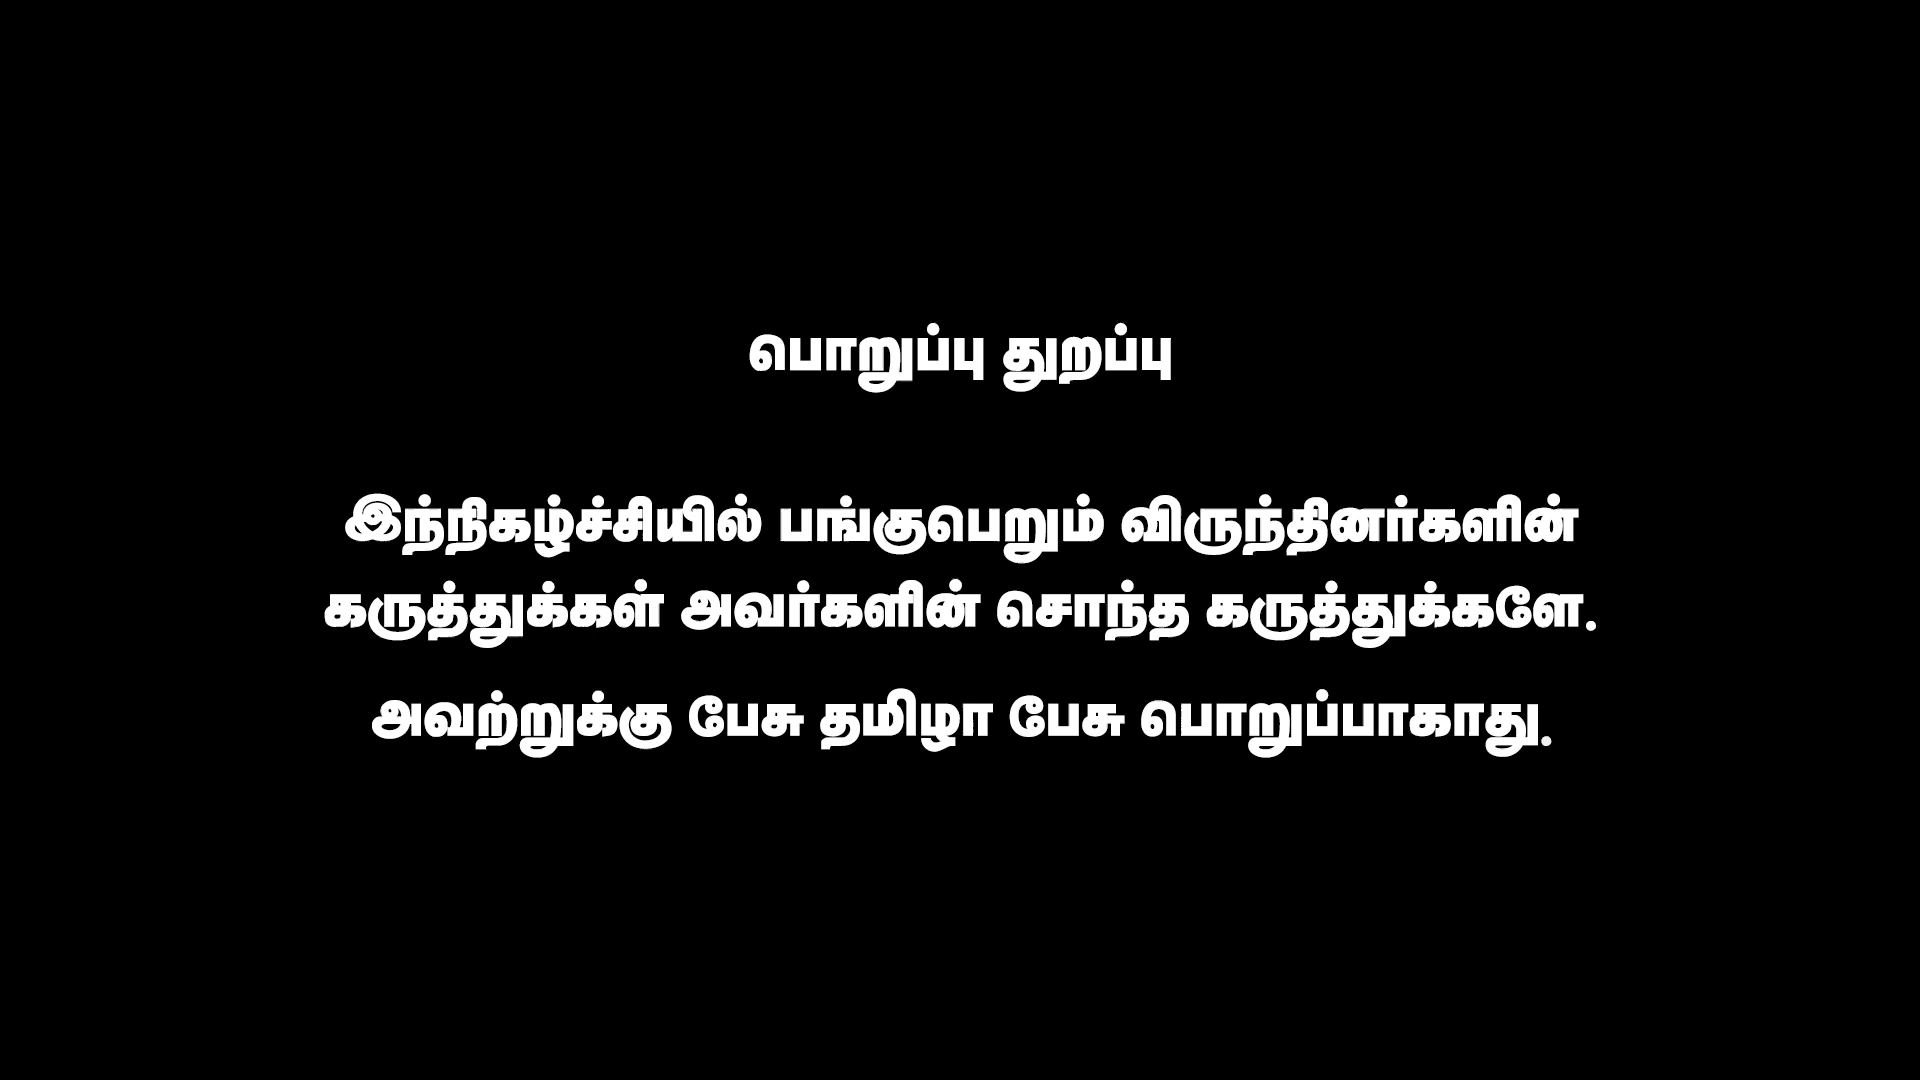 பொறுப்பு துறப்பு
இந்நிகழ்ச்சியில் பங்குபெறும் விருந்தினர்களின்
கருத்துக்கள் அவர்களின் சொந்த கருத்துக்களே.
அவற்றுக்கு பேசு தமிழா பேசு பொறுப்பாகாது.